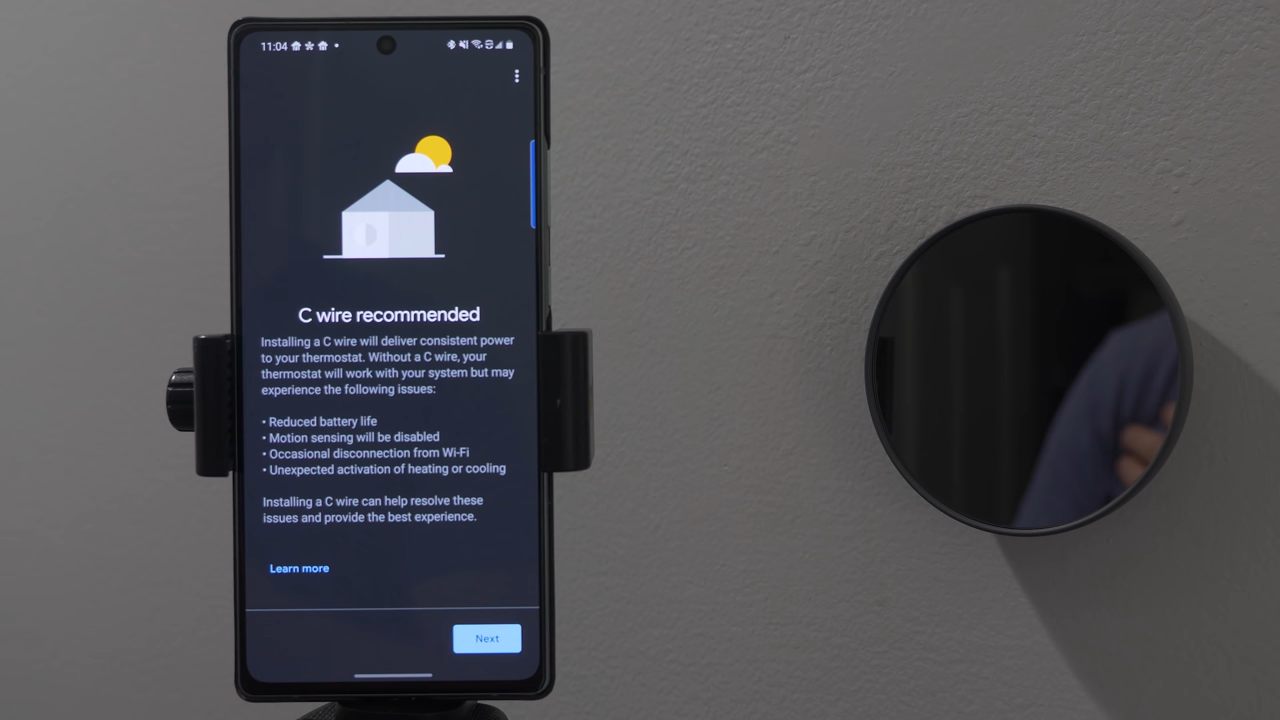 11:04
C wire recommended
Installing a C wire will deliver consistent power
to your thermostat. Without a C wire, your
thermostat will work with your system but may
experience the following issues:
• Reduced battery life
• Motion sensing will be disabled
• Occasional disconnection from Wi-Fi
• Unexpected activation of heating or cooling
Installing a C wire can help resolve these
issues and provide the best experience.
Learn more
Next